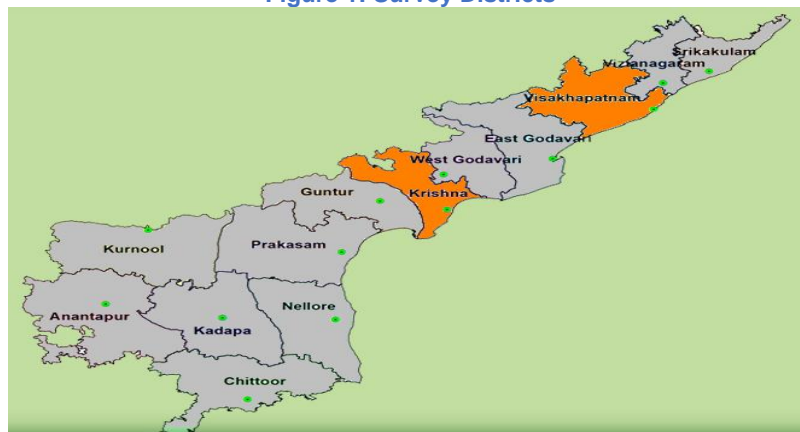 Figure 1: Survey Districts
Srikakulam
Vizianagaram
Visakhapatnam
East Godavari
West Godavari
Krishna
Guntur
Prakasam
Kurnool
Nellore
Anantapur
Kadapa
Chittoor